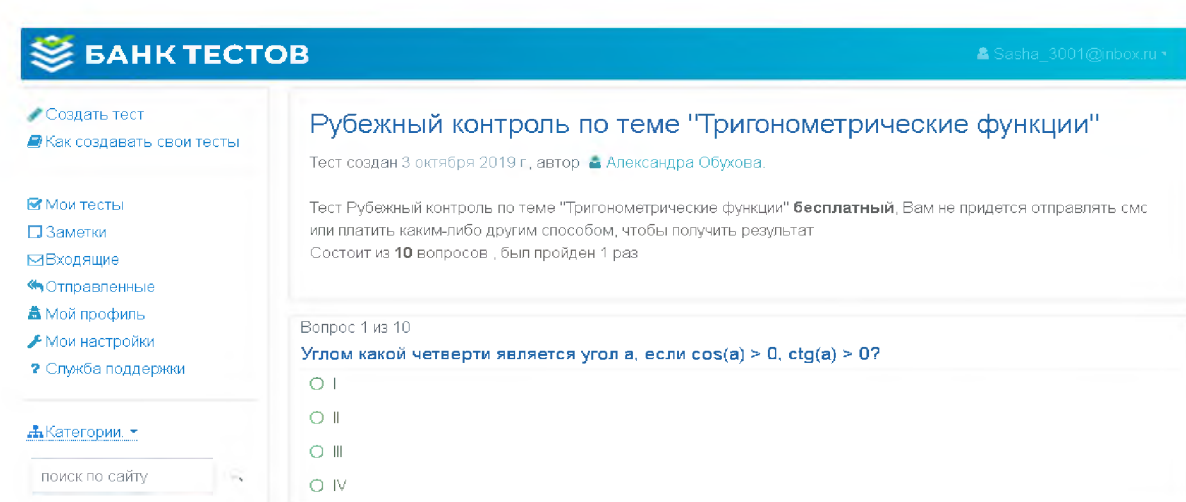 БАНК ТЕСТОВ
Sasha_3001@inbox.ru
Создать тест
Как создавать свои тесты
Мои тесты
Заметки
Входящие
Отправленные
Мой профиль
Мои настройки
? Служба поддержки
Категории.
поиск по сайту
Рубежный контроль по теме "Тригонометрические функции"
Тест создан 3 октября 2019 г., автор Александра Обухова.
Тест Рубежный контроль по теме "Тригонометрические функции" бесплатный, Вам не придется отправлять смс
или платить каким-либо другим способом, чтобы получить результат
Состоит из 10 вопросов , был пройден 1 раз
Вопрос 1 из 10
Углом какой четверти является угол а, если cos(a) > 0, ctg(a) > 0?
I
II
III
IV